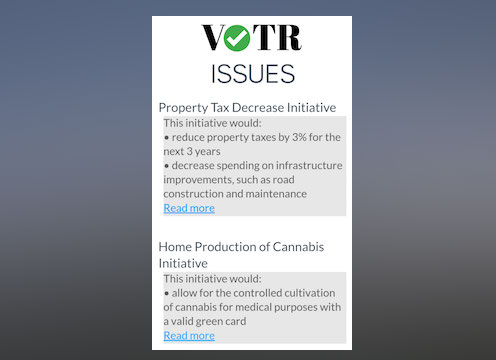 VOTR
ISSUES
Property Tax Decrease Initiative
This initiative would:
• reduce property taxes by 3% for the
next 3 years
• decrease spending on infrastructure
improvements, such as road
construction and maintenance
Read more
Home Production of Cannabis
Initiative
This initiative would:
• allow for the controlled cultivation
of cannabis for medical purposes with
a valid green card
Read more